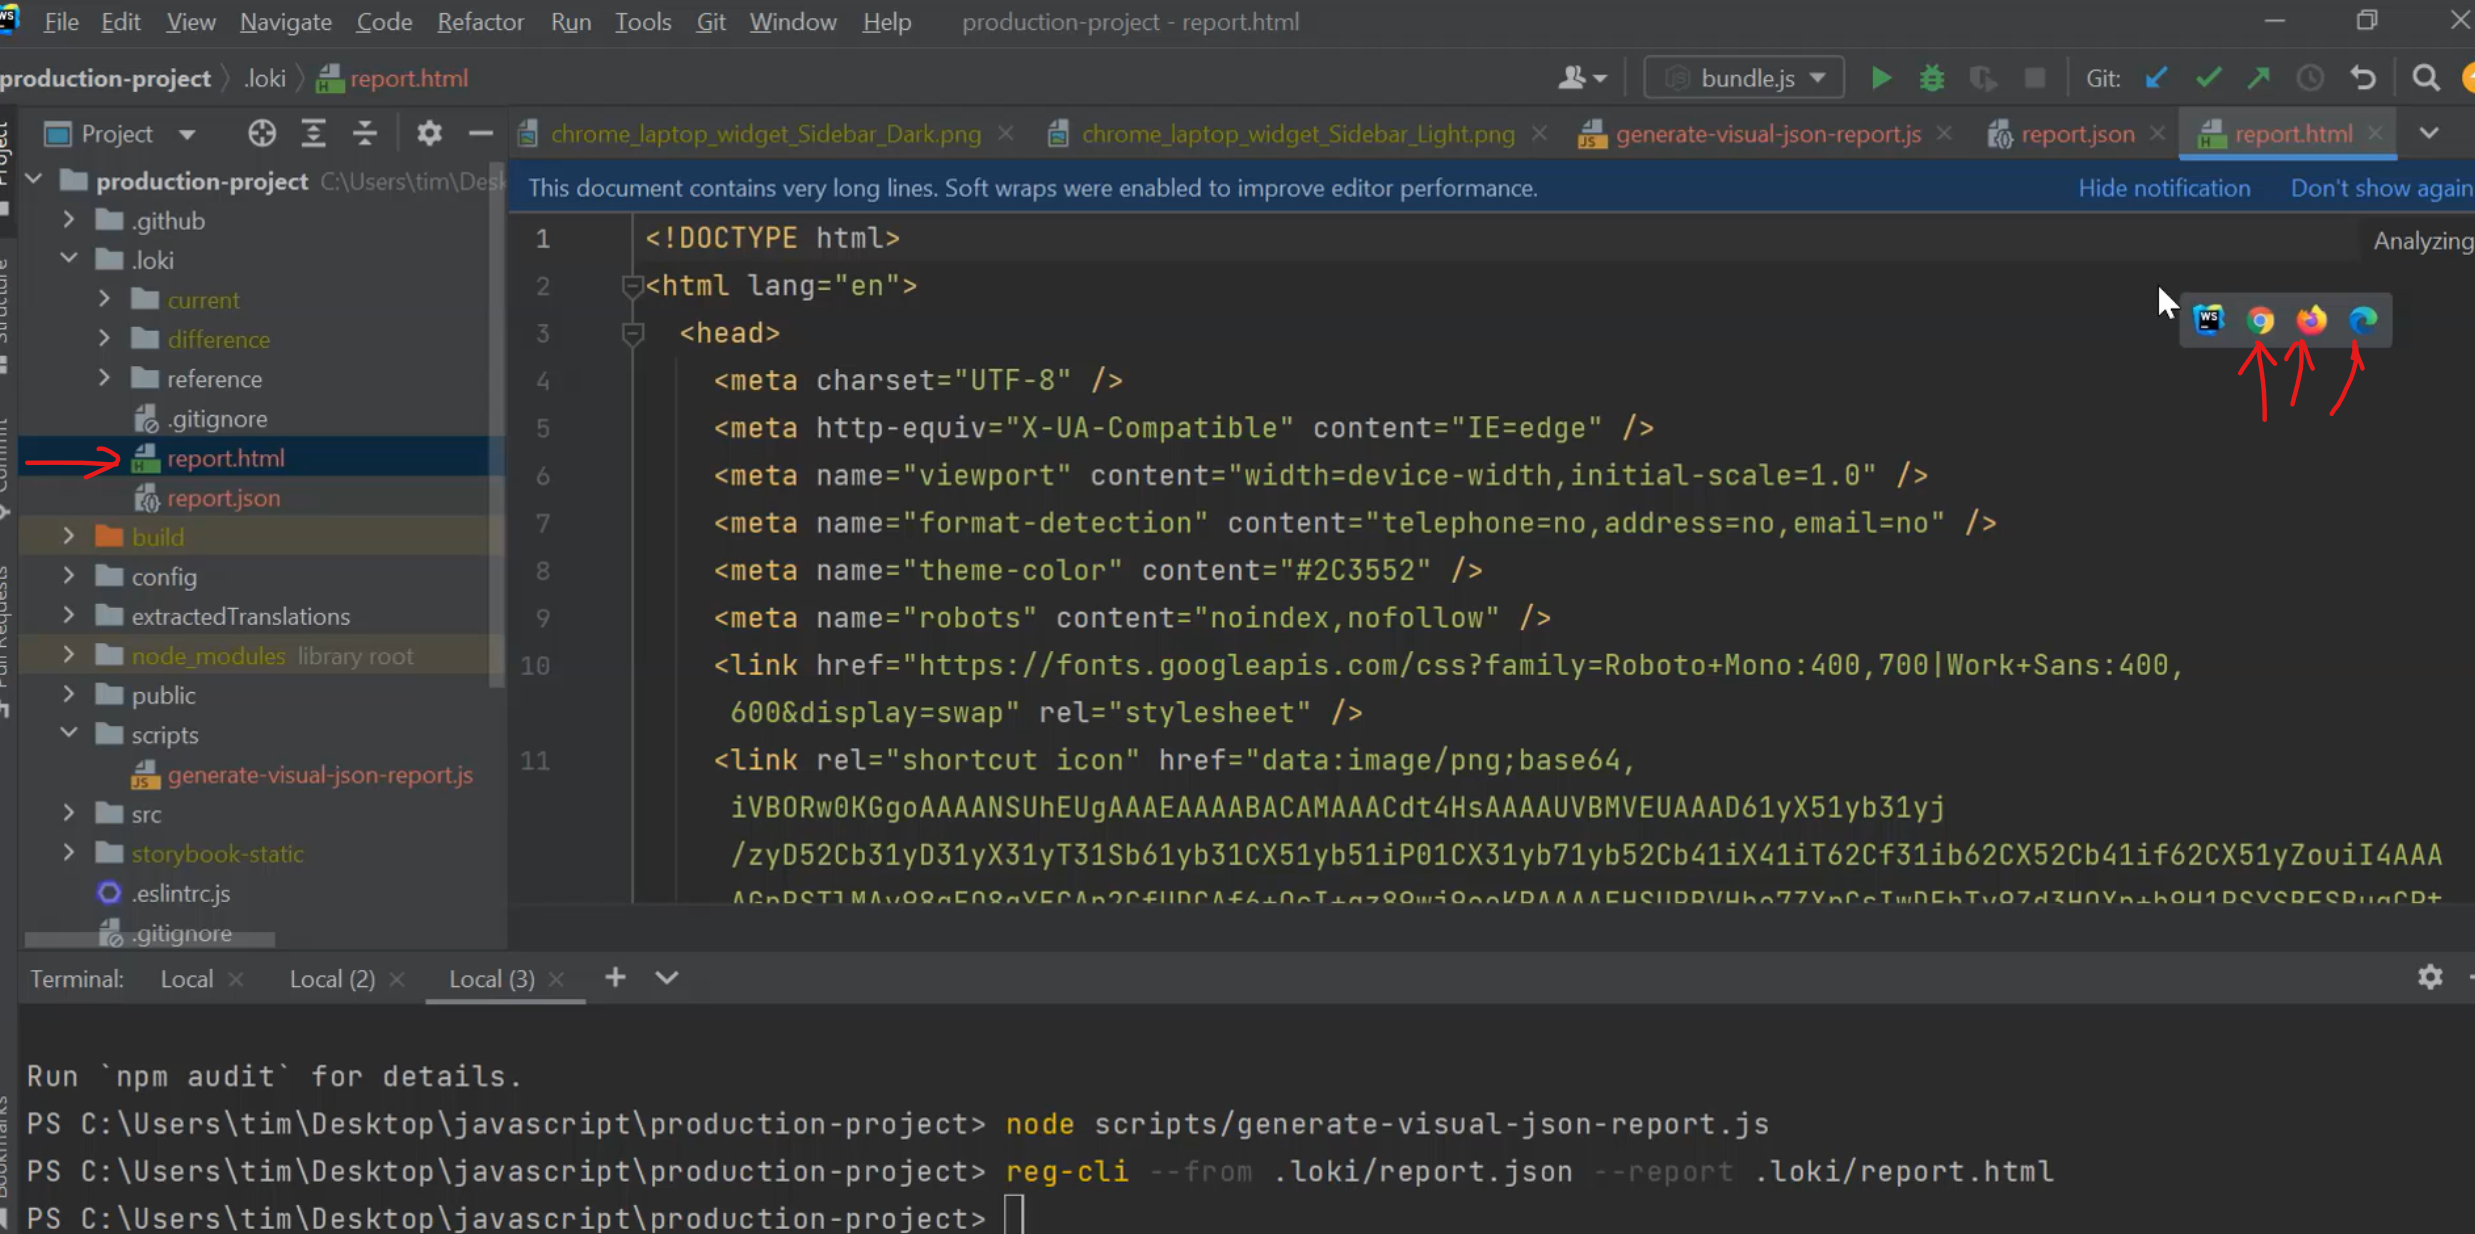 File Edit View Navigate Code Refactor Run Tools Git Window Help production-project - report.html
production-project .loki report.html bundle.js Git:
Project chrome_laptop_widget_Sidebar_Dark.png chrome_laptop_widget_Sidebar_Light.png generate-visual-json-report.js report.json report.html
This document contains very long lines. Soft wraps were enabled to improve editor performance. Hide notification Don't show again
Analyzing
production-project C:\Users\tim\Desk
.github
.loki
current
difference
reference
.gitignore
report.html
report.json
build
config
extractedTranslations
node_modules library root
public
scripts
generate-visual-json-report.js
src
storybook-static
.eslintrc.js
.gitignore
1 <!DOCTYPE html>
2 <html lang="en">
3 <head>
4 <meta charset="UTF-8" />
5 <meta http-equiv="X-UA-Compatible" content="IE=edge" />
6 <meta name="viewport" content="width=device-width,initial-scale=1.0" />
7 <meta name="format-detection" content="telephone=no,address=no,email=no" />
8 <meta name="theme-color" content="#2C3552" />
9 <meta name="robots" content="noindex,nofollow" />
10 <link href="https://fonts.googleapis.com/css?family=Roboto+Mono:400,700|Work+Sans:400,
600&display=swap" rel="stylesheet" />
11 <link rel="shortcut icon" href="data:image/png;base64,
iVBORw0KGgoAAAANSUhEUgAAAEAAAABACAMAAACdt4HsAAAAUVBMVEUAAAD61yX51yb31yj
/zyD52Cb31yD31yX31yT31Sb61yb31CX51yb51iP01CX31yb71yb52Cb41iX41iT62Cf31ib62CX52Cb41if62CX51yZouiI4AAA
Terminal: Local Local (2) Local (3)
Run `npm audit` for details.
PS C:\Users\tim\Desktop\javascript\production-project> node scripts/generate-visual-json-report.js
PS C:\Users\tim\Desktop\javascript\production-project> reg-cli --from .loki/report.json --report .loki/report.html
PS C:\Users\tim\Desktop\javascript\production-project>